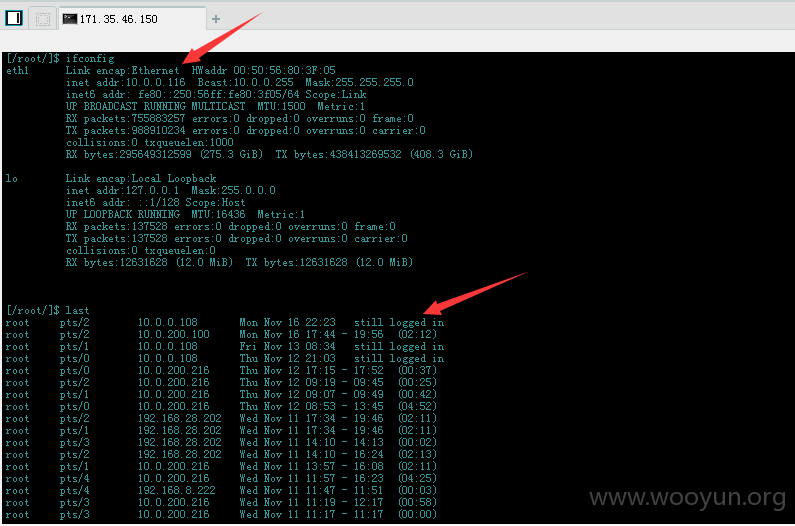 171.35.46.150
[/root/]$ ifconfig
eth1 Link encap:Ethernet HWaddr 00:50:56:80:3F:05
inet addr:10.0.0.116 Bcast:10.0.0.255 Mask:255.255.255.0
inet6 addr: fe80::250:56ff:fe80:3f05/64 Scope:Link
UP BROADCAST RUNNING MULTICAST MTU:1500 Metric:1
RX packets:755883257 errors:0 dropped:0 overruns:0 frame:0
TX packets:988910234 errors:0 dropped:0 overruns:0 carrier:0
collisions:0 txqueuelen:1000
RX bytes:295649312599 (275.3 GiB) TX bytes:438413269532 (408.3 GiB)
lo Link encap:Local Loopback
inet addr:127.0.0.1 Mask:255.0.0.0
inet6 addr: ::1/128 Scope:Host
UP LOOPBACK RUNNING MTU:16436 Metric:1
RX packets:137528 errors:0 dropped:0 overruns:0 frame:0
TX packets:137528 errors:0 dropped:0 overruns:0 carrier:0
collisions:0 txqueuelen:0
RX bytes:12631628 (12.0 MiB) TX bytes:12631628 (12.0 MiB)
[/root/]$ last
root pts/2 10.0.0.108 Mon Nov 16 22:23 still logged in
root pts/2 10.0.200.100 Mon Nov 16 17:44 - 19:56 (02:12)
root pts/1 10.0.0.108 Fri Nov 13 08:34 still logged in
root pts/0 10.0.0.108 Thu Nov 12 21:03 still logged in
root pts/0 10.0.200.216 Thu Nov 12 17:15 - 17:52 (00:37)
root pts/2 10.0.200.216 Thu Nov 12 09:19 - 09:45 (00:25)
root pts/1 10.0.200.216 Thu Nov 12 09:07 - 09:49 (00:42)
root pts/0 10.0.200.216 Thu Nov 12 08:53 - 13:45 (04:52)
root pts/2 192.168.28.202 Wed Nov 11 17:34 - 19:46 (02:11)
root pts/1 192.168.28.202 Wed Nov 11 17:34 - 19:46 (02:11)
root pts/3 192.168.28.202 Wed Nov 11 14:10 - 14:13 (00:02)
root pts/2 192.168.28.202 Wed Nov 11 14:10 - 16:24 (02:13)
root pts/1 10.0.200.216 Wed Nov 11 13:57 - 16:08 (02:11)
root pts/4 10.0.200.216 Wed Nov 11 11:57 - 16:23 (04:25)
root pts/4 192.168.8.222 Wed Nov 11 11:47 - 11:51 (00:03)
root pts/3 10.0.200.216 Wed Nov 11 11:19 - 12:17 (00:58)
root pts/3 10.0.200.216 Wed Nov 11 11:17 - 11:17 (00:00)
www.wooyun.org